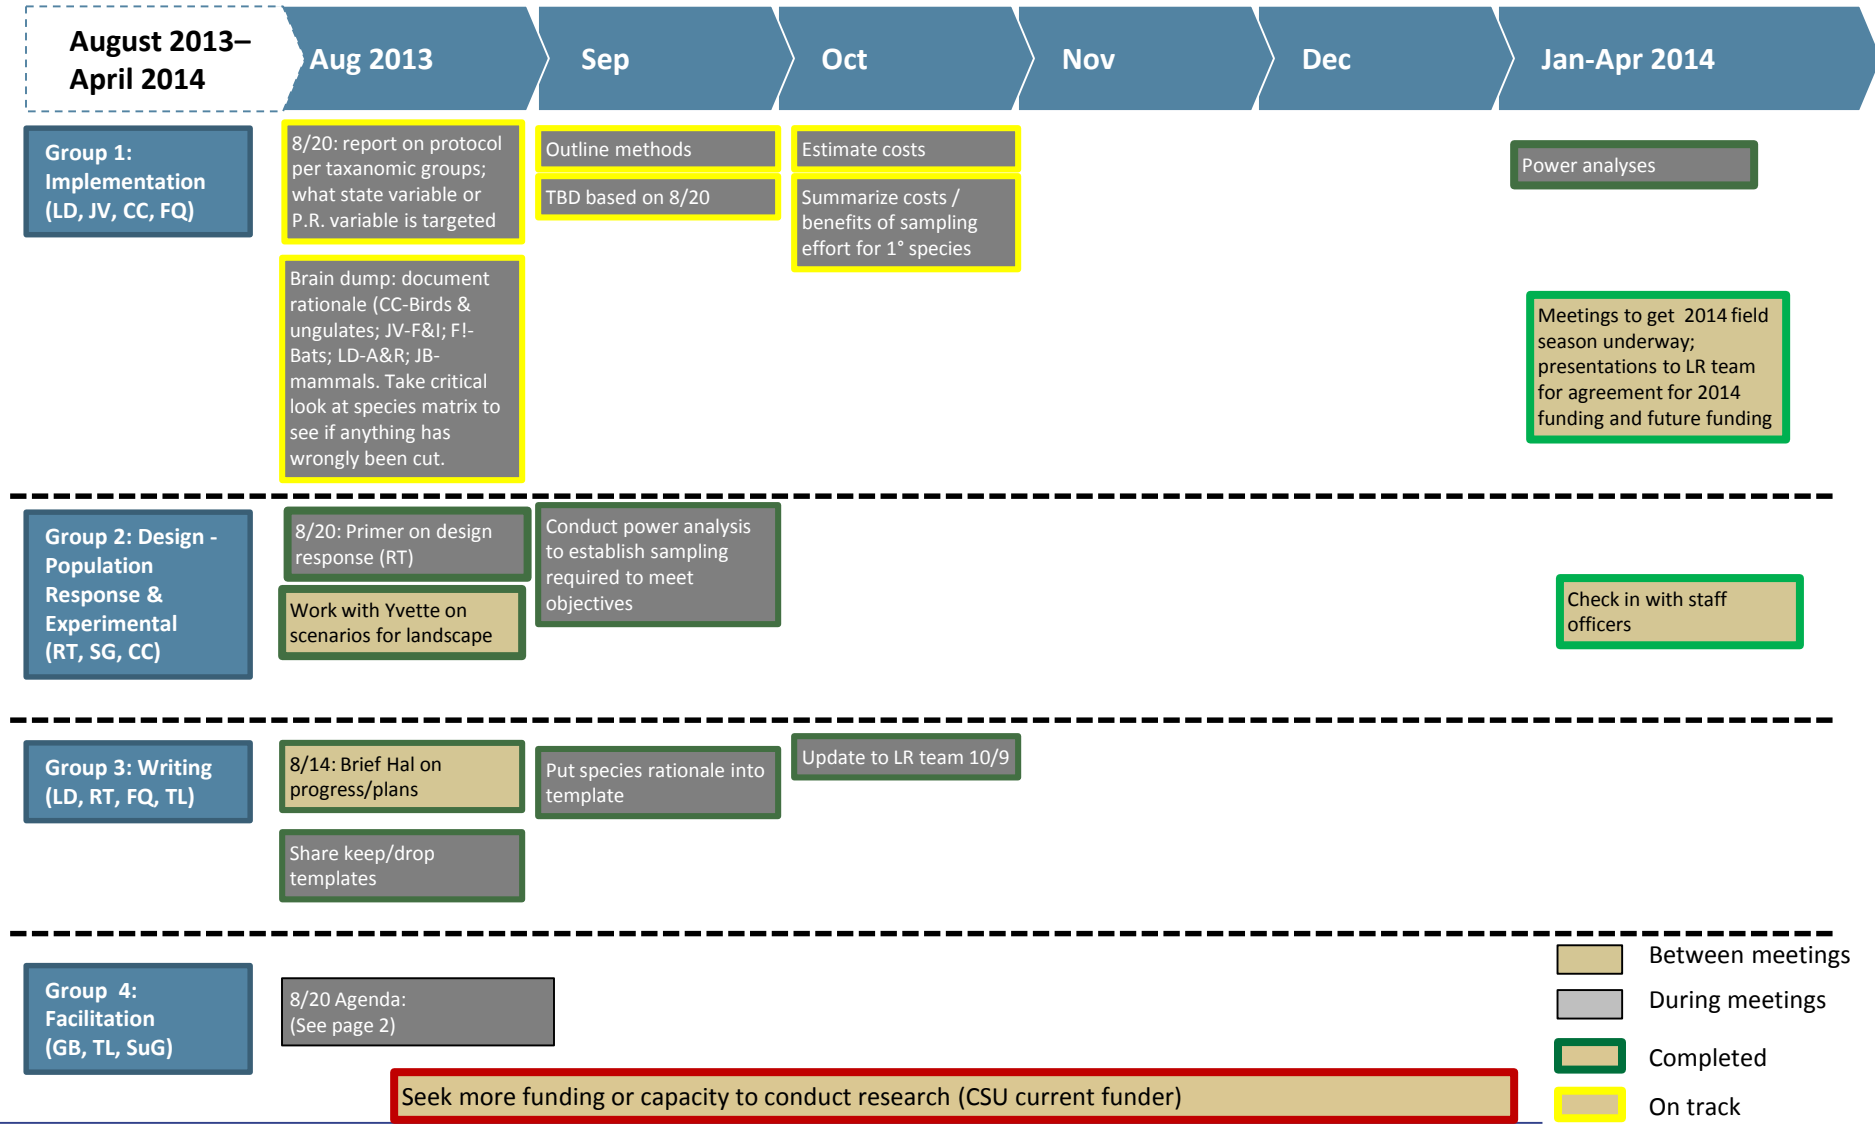 August 2013–
April 2014
Aug 2013
Sep
Oct
Nov
Dec
Jan-Apr 2014
Group 1:
Implementation
(LD, JV, CC, FQ)
8/20: report on protocol
per taxanomic groups;
what state variable or
P.R. variable is targeted
Outline methods
TBD based on 8/20
Estimate costs
Summarize costs /
benefits of sampling
effort for 1° species
Power analyses
Brain dump: document
rationale (CC-Birds &
ungulates; JV-F&I; F!-
Bats; LD-A&R; JB-
mammals. Take critical
look at species matrix to
see if anything has
wrongly been cut.
Meetings to get 2014 field
season underway;
presentations to LR team
for agreement for 2014
funding and future funding
Group 2: Design -
Population
Response &
Experimental
(RT, SG, CC)
8/20: Primer on design
response (RT)
Work with Yvette on
scenarios for landscape
Conduct power analysis
to establish sampling
required to meet
objectives
Check in with staff
officers
Group 3: Writing
(LD, RT, FQ, TL)
8/14: Brief Hal on
progress/plans
Share keep/drop
templates
Put species rationale into
template
Update to LR team 10/9
Group 4:
Facilitation
(GB, TL, SuG)
8/20 Agenda:
(See page 2)
Seek more funding or capacity to conduct research (CSU current funder)
Between meetings
During meetings
Completed
On track